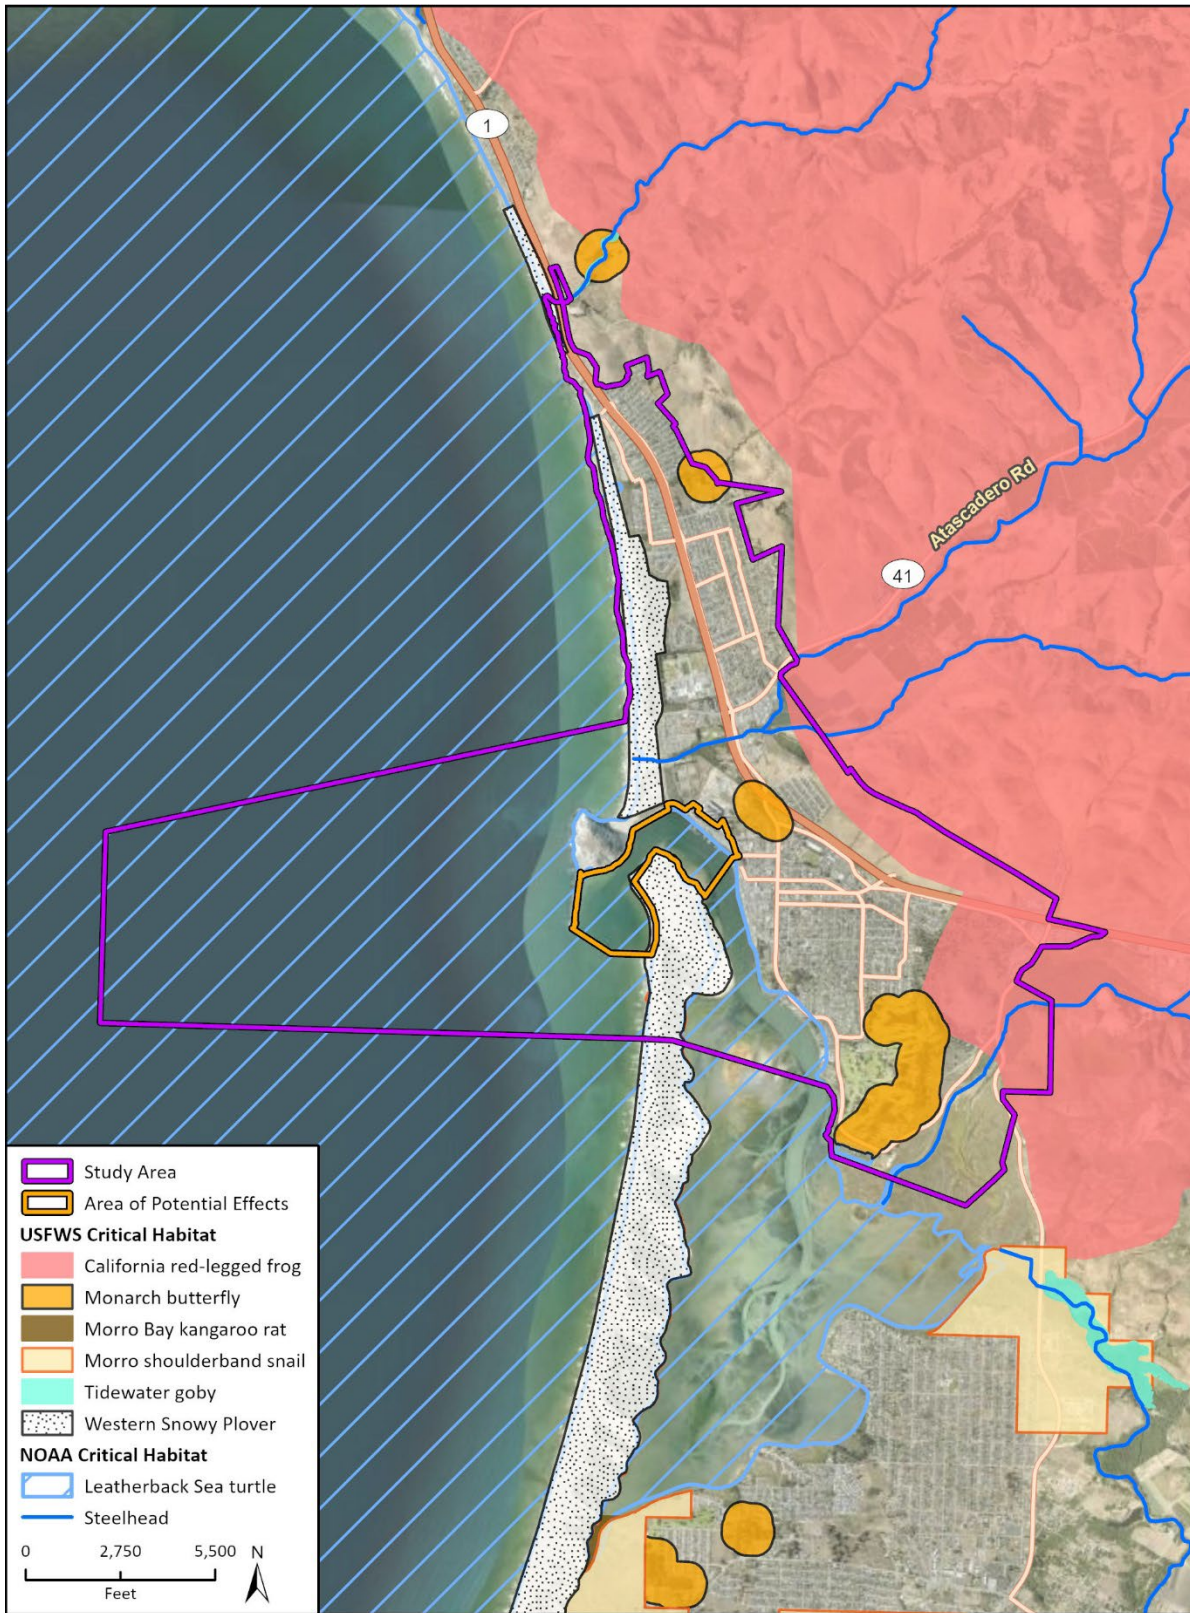 1
Atascadero Rd
41
Study Area
Area of Potential Effects
USFWS Critical Habitat
California red-legged frog
Monarch butterfly
Morro Bay kangaroo rat
Morro shoulderband snail
Tidewater goby
Western Snowy Plover
NOAA Critical Habitat
Leatherback Sea turtle
Steelhead
0 2,750 5,500 N
Feet